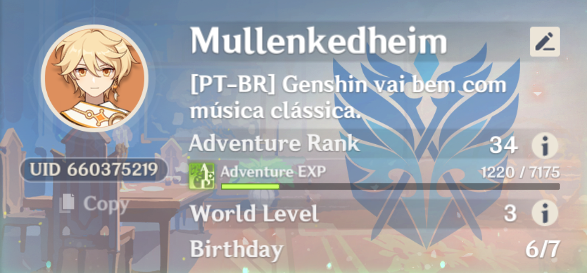 Mullenkedheim
[PT-BR] Genshin vai bem com
música clássica.
Adventure Rank 34 i
UID 660375219
Adventure EXP 1220 / 7175
Copy
World Level 3 i
Birthday 6/7